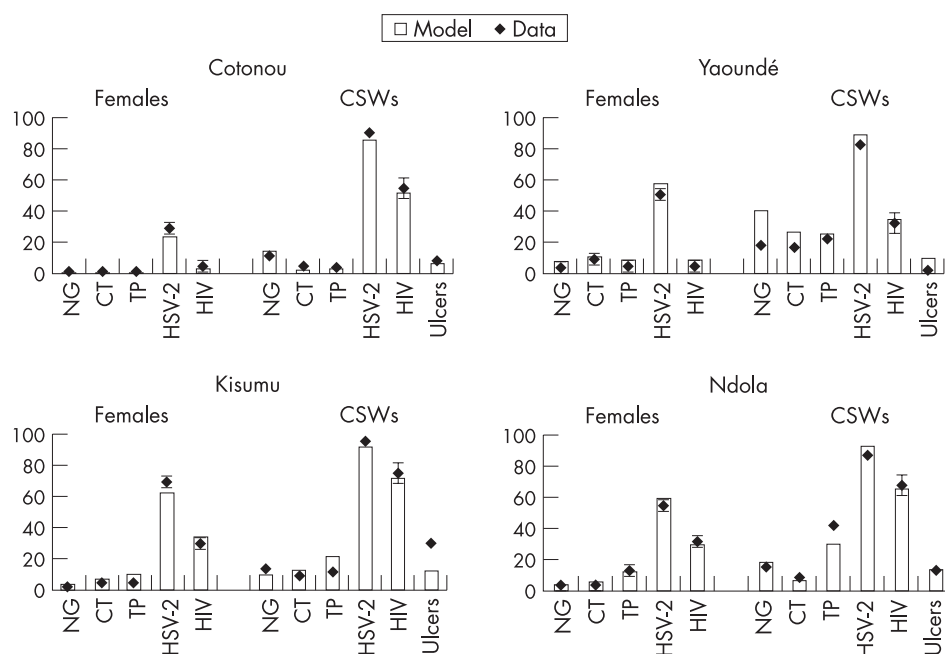 Model Data
Cotonou
Females CSWs
100
80
60
40
20
0
NG CT TP HSV-2 HIV NG CT TP HSV-2 HIV Ulcers
Yaoundé
Females CSWs
100
80
60
40
20
0
NG CT TP HSV-2 HIV NG CT TP HSV-2 HIV Ulcers
Kisumu
Females CSWs
100
80
60
40
20
0
NG CT TP HSV-2 HIV NG CT TP HSV-2 HIV Ulcers
Ndola
Females CSWs
100
80
60
40
20
0
NG CT TP HSV-2 HIV NG CT TP HSV-2 HIV Ulcers